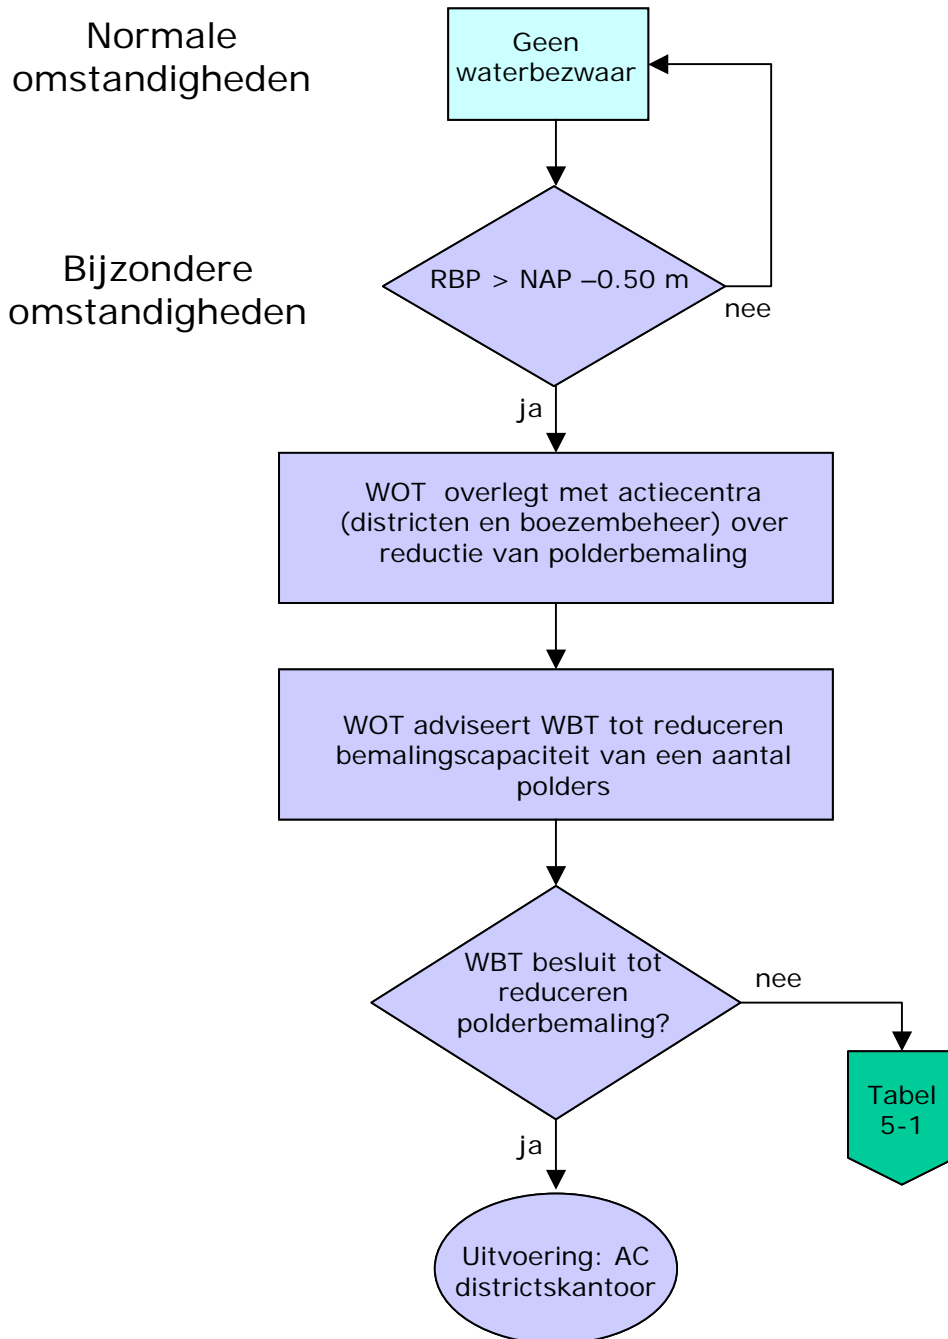 Normale
omstandigheden
Geen
waterbezwaar
Bijzondere
omstandigheden
RBP > NAP –0.50 m
nee
ja
WOT overlegt met actiecentra
(districten en boezembeheer) over
reductie van polderbemaling
WOT adviseert WBT tot reduceren
bemalingscapaciteit van een aantal
polders
WBT besluit tot
reduceren
polderbemaling?
nee
Tabel
5-1
ja
Uitvoering: AC
districtskantoor